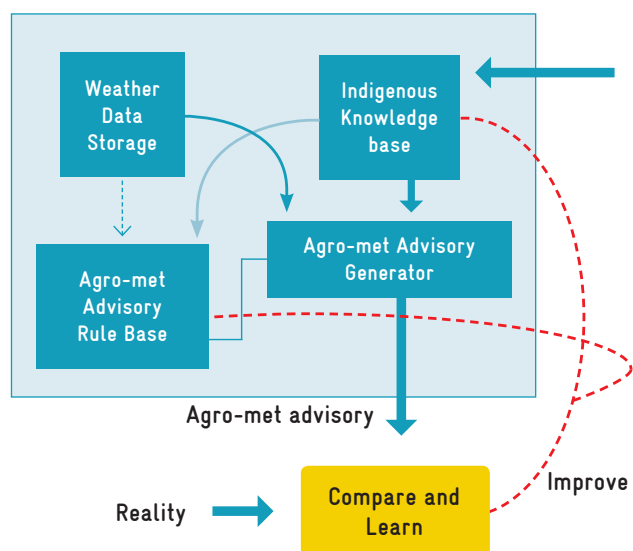 Weather
Data
Storage
Indigenous
Knowledge
base
Agro-met Advisory
Generator
Agro-met
Advisory
Rule Base
Agro-met advisory
Reality
Compare and
Learn
Improve